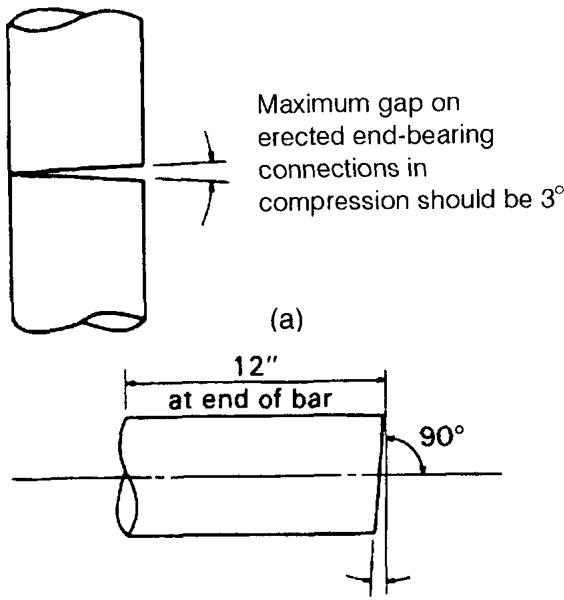 Maximum gap on
erected end-bearing
connections in
compression should be 3°
(a)
12"
at end of bar
90°